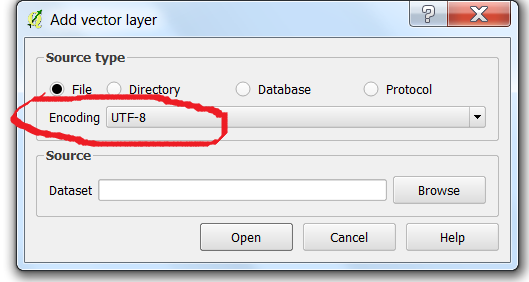 Add vector layer
Source type
File Directory Database Protocol
Encoding UTF-8
Source
Dataset Browse
Open Cancel Help